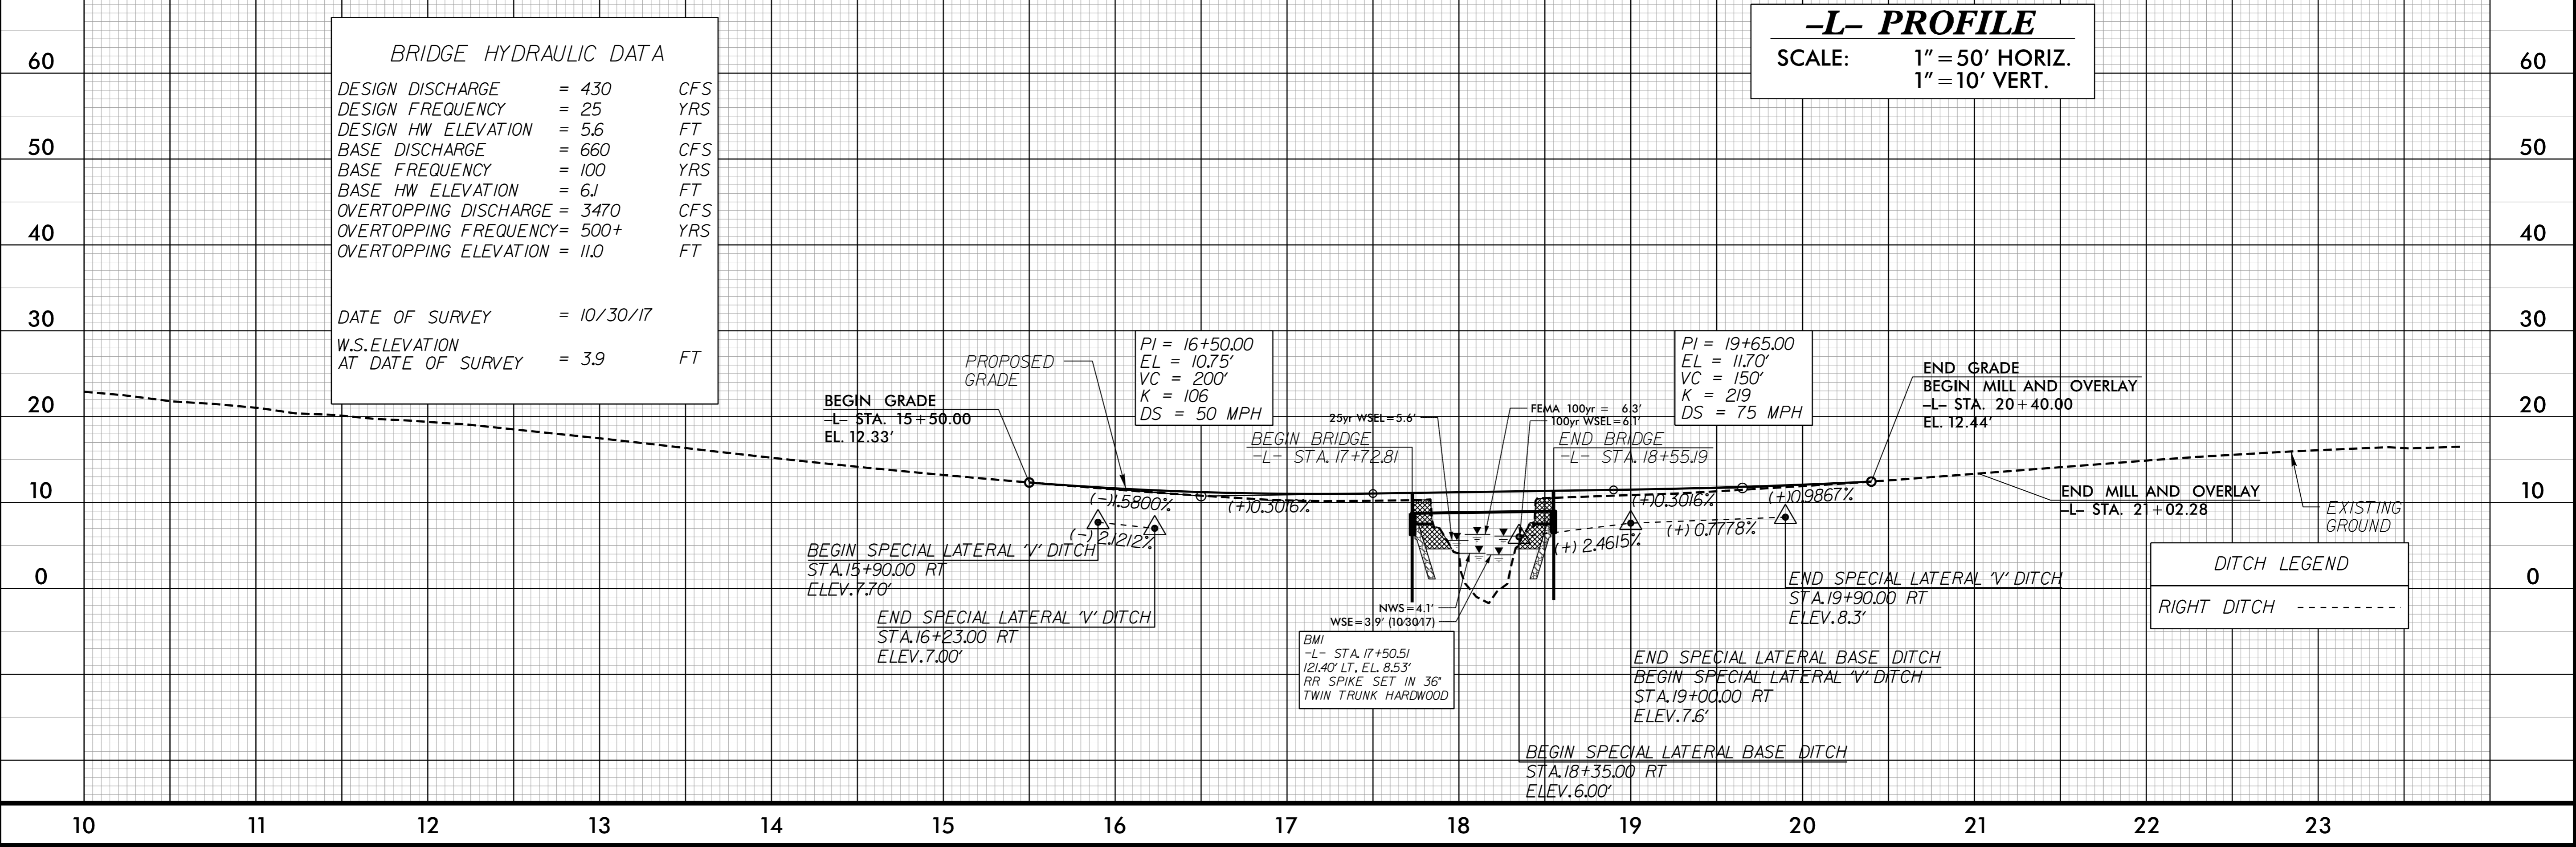 –L– PROFILE
SCALE: 1" = 50' HORIZ.
1" = 10' VERT.
BRIDGE HYDRAULIC DATA
DESIGN DISCHARGE = 430 CFS
DESIGN FREQUENCY = 25 YRS
DESIGN HW ELEVATION = 5.6 FT
BASE DISCHARGE = 660 CFS
BASE FREQUENCY = 100 YRS
BASE HW ELEVATION = 6.1 FT
OVERTOPPING DISCHARGE = 3470 CFS
OVERTOPPING FREQUENCY= 500+ YRS
OVERTOPPING ELEVATION = 11.0 FT
DATE OF SURVEY = 10/30/17
W.S.ELEVATION
AT DATE OF SURVEY = 3.9 FT
60
50
40
30
20
10
0
60
50
40
30
20
10
0
PROPOSED
GRADE
BEGIN GRADE
–L– STA. 15+50.00
EL. 12.33'
PI = 16+50.00
EL = 10.75'
VC = 200'
K = 106
DS = 50 MPH
25yr WSEL=5.6'
BEGIN BRIDGE
-L- STA. 17+72.81
FEMA 100yr = 6.3'
100yr WSEL=6.1'
END BRIDGE
-L- STA. 18+55.19
PI = 19+65.00
EL = 11.70'
VC = 150'
K = 219
DS = 75 MPH
END GRADE
BEGIN MILL AND OVERLAY
–L– STA. 20+40.00
EL. 12.44'
END MILL AND OVERLAY
–L– STA. 21+02.28
EXISTING
GROUND
(-)1.5800%
(+)0.3016%
(+)0.3016%
(+)0.9867%
(-) 2.1212%
(+) 2.4615%
(+) 0.7778%
BEGIN SPECIAL LATERAL 'V' DITCH
STA.15+90.00 RT
ELEV.7.70'
END SPECIAL LATERAL 'V' DITCH
STA.16+23.00 RT
ELEV.7.00'
NWS=4.1'
WSE=3.9' (10/30/17)
BM1
-L- STA. 17+50.51
121.40' LT, EL. 8.53'
RR SPIKE SET IN 36"
TWIN TRUNK HARDWOOD
END SPECIAL LATERAL 'V' DITCH
STA.19+90.00 RT
ELEV.8.3'
END SPECIAL LATERAL BASE DITCH
BEGIN SPECIAL LATERAL 'V' DITCH
STA.19+00.00 RT
ELEV.7.6'
BEGIN SPECIAL LATERAL BASE DITCH
STA.18+35.00 RT
ELEV.6.00'
DITCH LEGEND
RIGHT DITCH
10 11 12 13 14 15 16 17 18 19 20 21 22 23